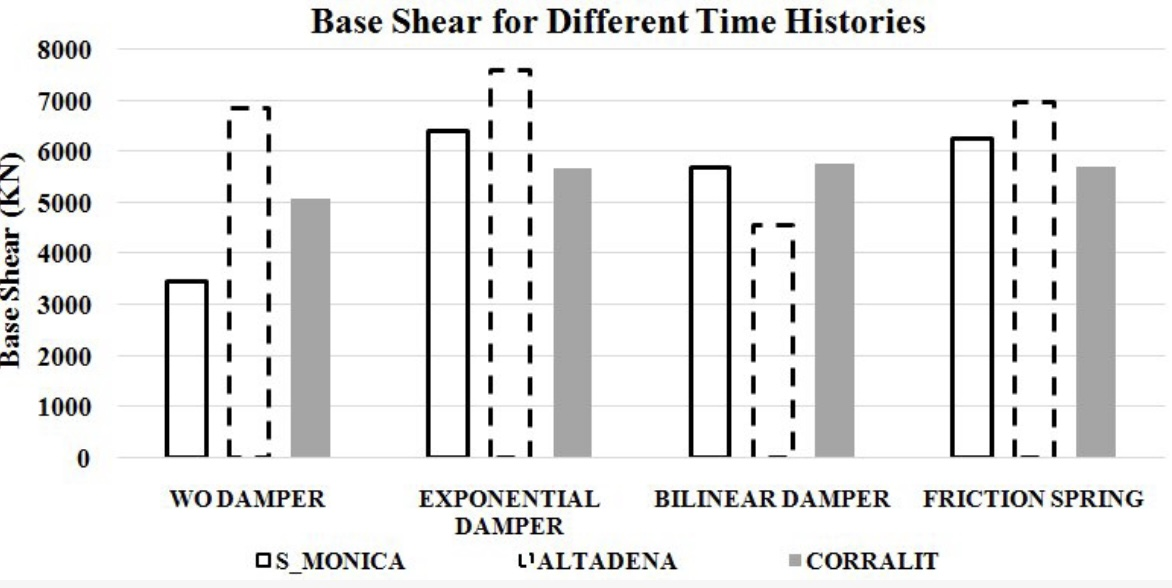 Base Shear for Different Time Histories
Base Shear (KN)
8000
7000
6000
5000
4000
3000
2000
1000
0
WO DAMPER
EXPONENTIAL
DAMPER
BILINEAR DAMPER
FRICTION SPRING
S_MONICA
ALTADENA
CORRALIT